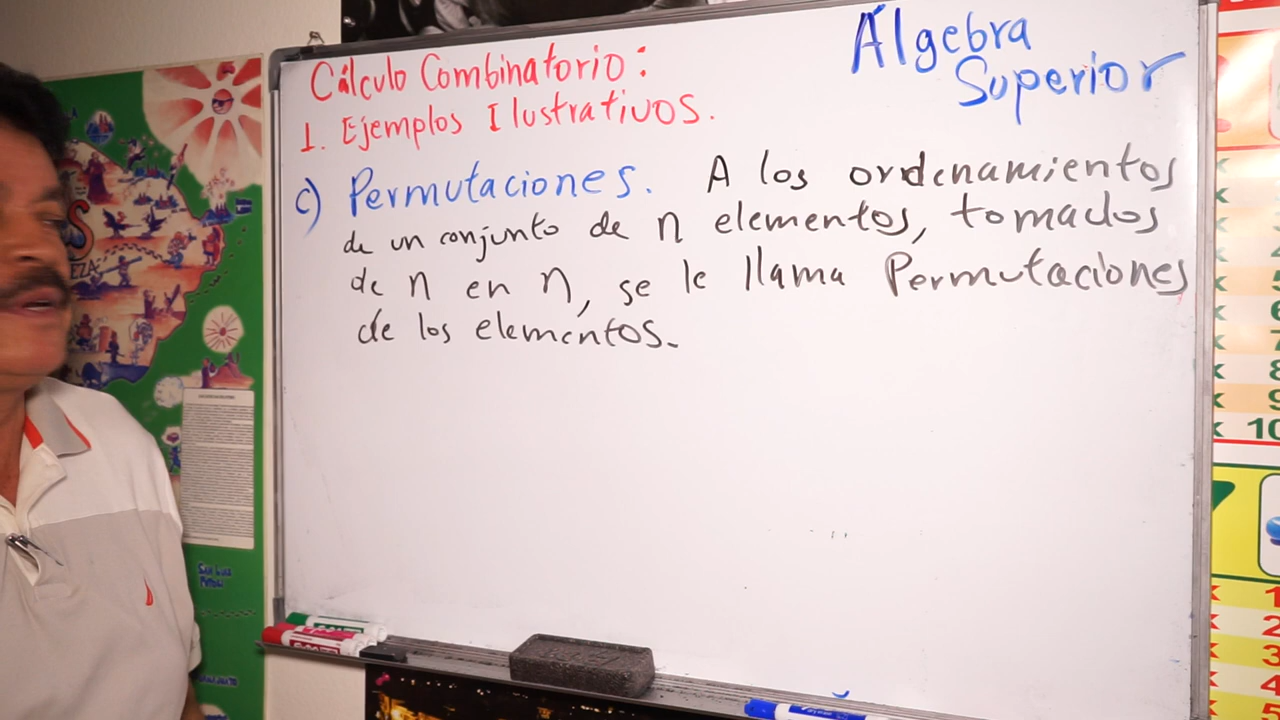 Álgebra
Superior
Cálculo Combinatorio:
1. Ejemplos Ilustrativos.
c) Permutaciones. A los ordenamientos
de un conjunto de n elementos, tomados
de n en n, se le llama Permutaciones
de los elementos.